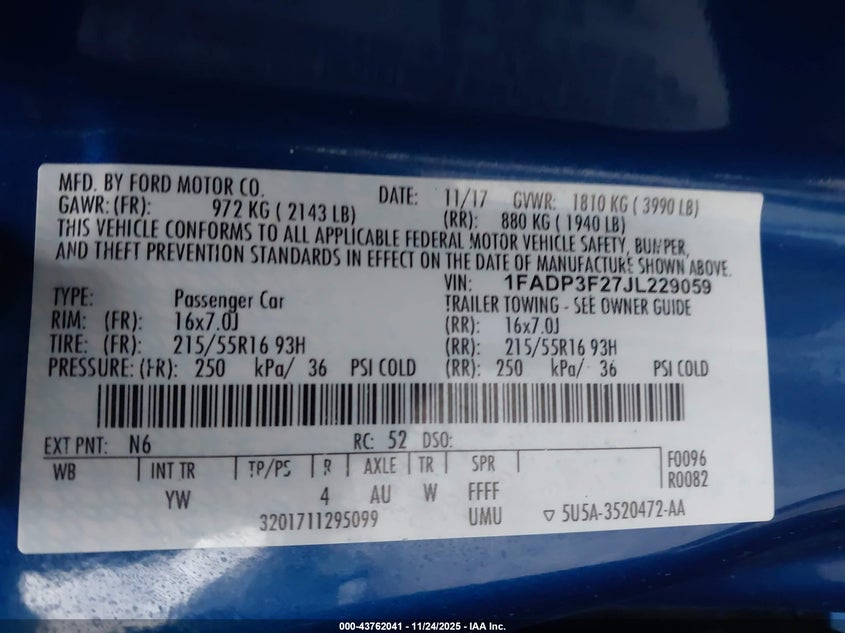 MFD. BY FORD MOTOR CO. DATE: 11/17 GVWR: 1810 KG ( 3990 LB)
GAWR: (FR): 972 KG ( 2143 LB) (RR): 880 KG ( 1940 LB)
THIS VEHICLE CONFORMS TO ALL APPLICABLE FEDERAL MOTOR VEHICLE SAFETY, BUMPER,
AND THEFT PREVENTION STANDARDS IN EFFECT ON THE DATE OF MANUFACTURE SHOWN ABOVE.
VIN: 1FADP3F27JL229059
TYPE: Passenger Car TRAILER TOWING - SEE OWNER GUIDE
RIM: (FR): 16x7.0J (RR): 16x7.0J
TIRE: (FR): 215/55R16 93H (RR): 215/55R16 93H
PRESSURE: (FR): 250 kPa/ 36 PSI COLD (RR): 250 kPa/ 36 PSI COLD
EXT PNT: N6 RC: 52 DSO:
WB INT TR TP/PS R AXLE TR SPR F0096
YW 4 AU W FFFF R0082
3201711295099 UMU ▽ 5U5A-3520472-AA
000-43762041 - 11/24/2025 - IAA Inc.